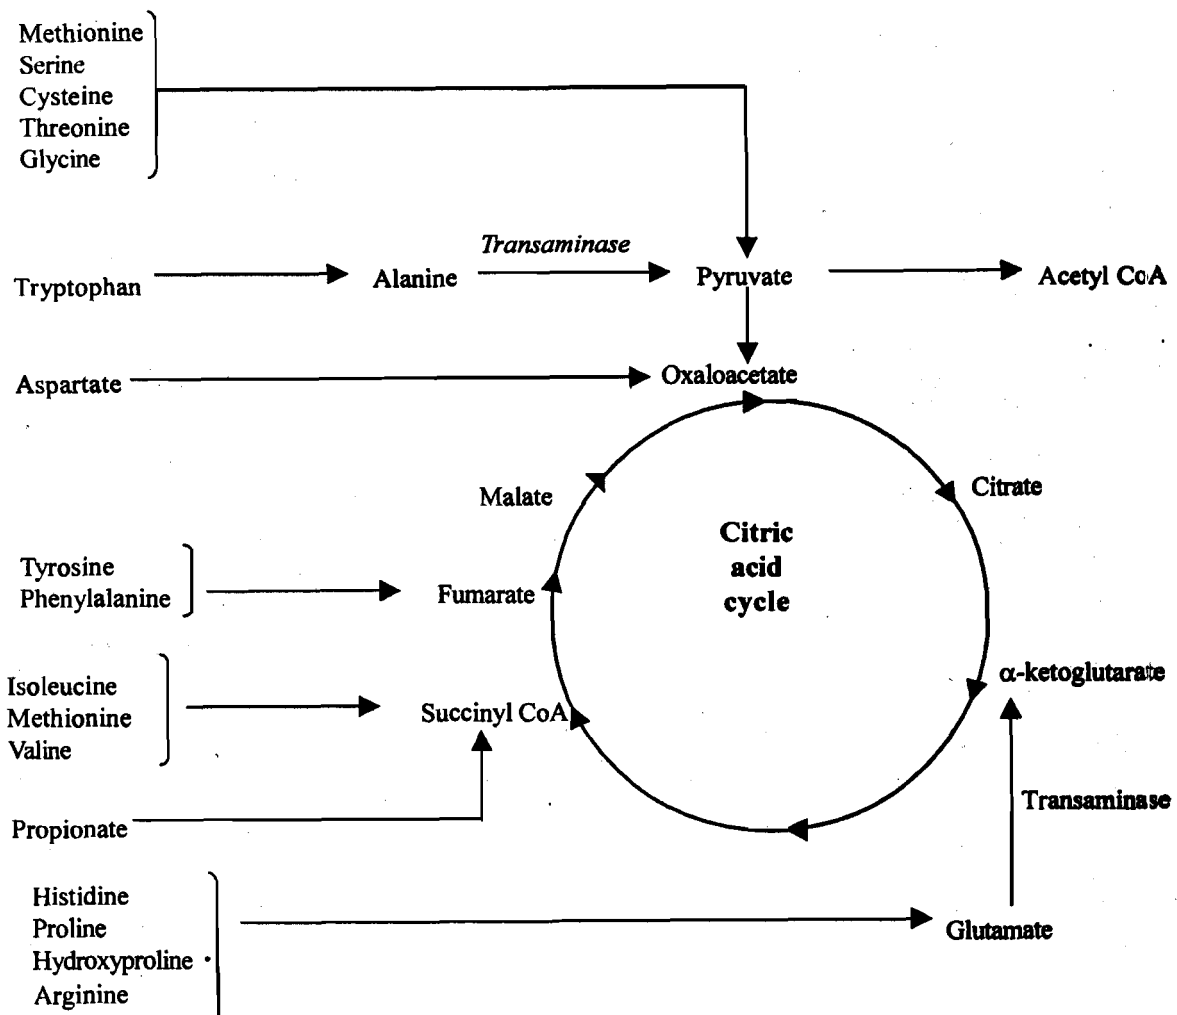 Methionine
Serine
Cysteine
Threonine
Glycine
Transaminase
Tryptophan
Alanine
Pyruvate
Acetyl CoA
Aspartate
Oxaloacetate
Malate
Citrate
Citric
acid
cycle
Tyrosine
Phenylalanine
Fumarate
Isoleucine
Methionine
Valine
Succinyl CoA
α-ketoglutarate
Propionate
Transaminase
Histidine
Proline
Hydroxyproline
Arginine
Glutamate